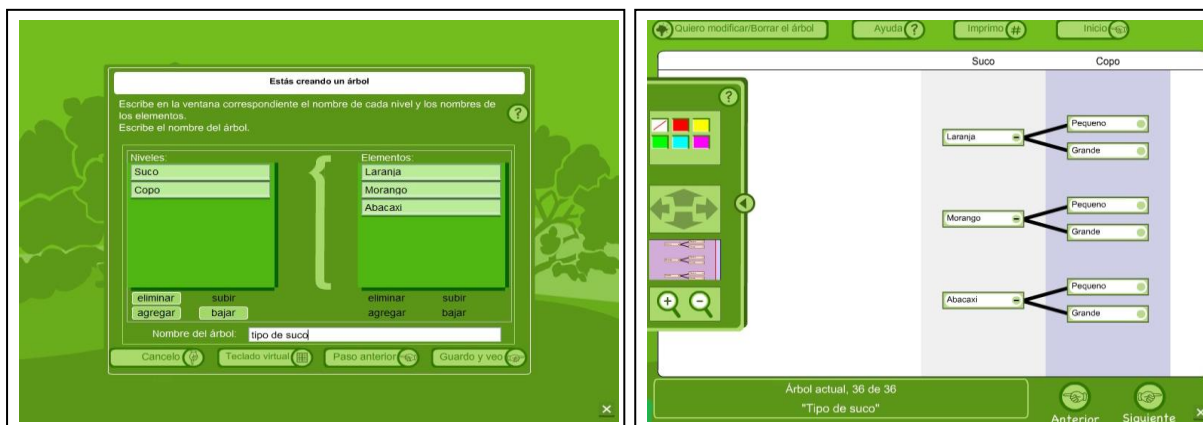 Estás creando un árbol
Escribe en la ventana correspondiente el nombre de cada nivel y los nombres de
los elementos.
Escribe el nombre del árbol.
?
Niveles:
Suco
Copo
Elementos:
Laranja
Morango
Abacaxi
eliminar subir
agregar bajar
eliminar subir
agregar bajar
Nombre del árbol: tipo de suco
Cancelo
Teclado virtual
Paso anterior
Guardo y veo
Quiero modificar/Borrar el árbol
Ayuda ?
Imprimo #
Inicio
Suco Copo
?
Laranja
Pequeno
Grande
Morango
Pequeno
Grande
Abacaxi
Pequeno
Grande
Árbol actual, 36 de 36
"Tipo de suco"
Anterior Siguiente